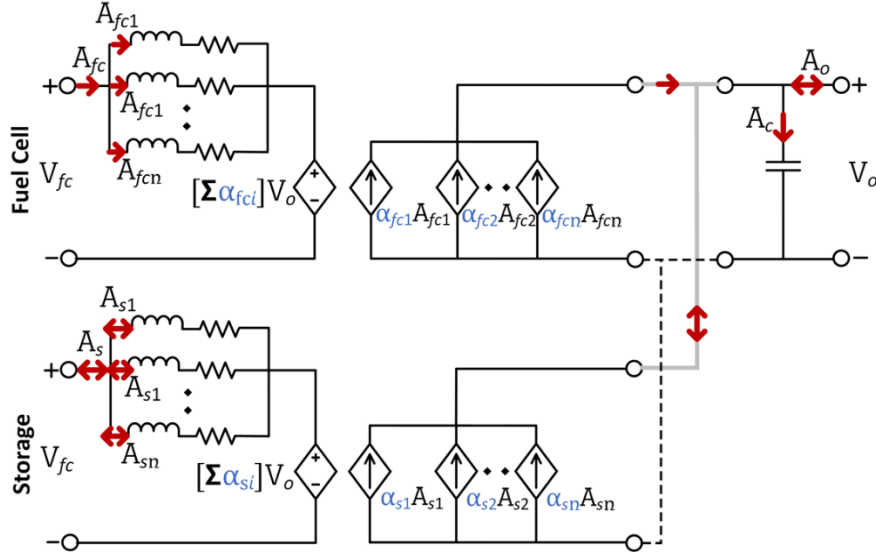 Fuel Cell
A_fc1
A_fc
+
A_fc1
A_fcn
V_fc
−
[Σα_fci]V_o
+
−
α_fc1A_fc1
α_fc2A_fc2
α_fcnA_fcn
A_o
+
A_c
V_o
−
Storage
A_s1
A_s
+
A_s1
A_sn
V_fc
−
[Σα_si]V_o
+
−
α_s1A_s1
α_s2A_s2
α_snA_sn